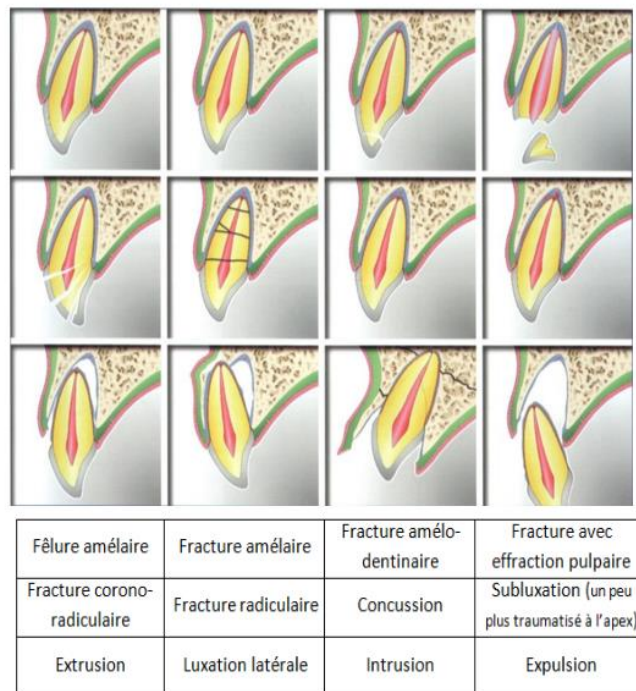 Fêlure amélaire
Fracture amélaire
Fracture amélo-
dentinaire
Fracture avec
effraction pulpaire
Fracture corono-
radiculaire
Fracture radiculaire
Concussion
Subluxation (un peu
plus traumatisé à l'apex)
Extrusion
Luxation latérale
Intrusion
Expulsion